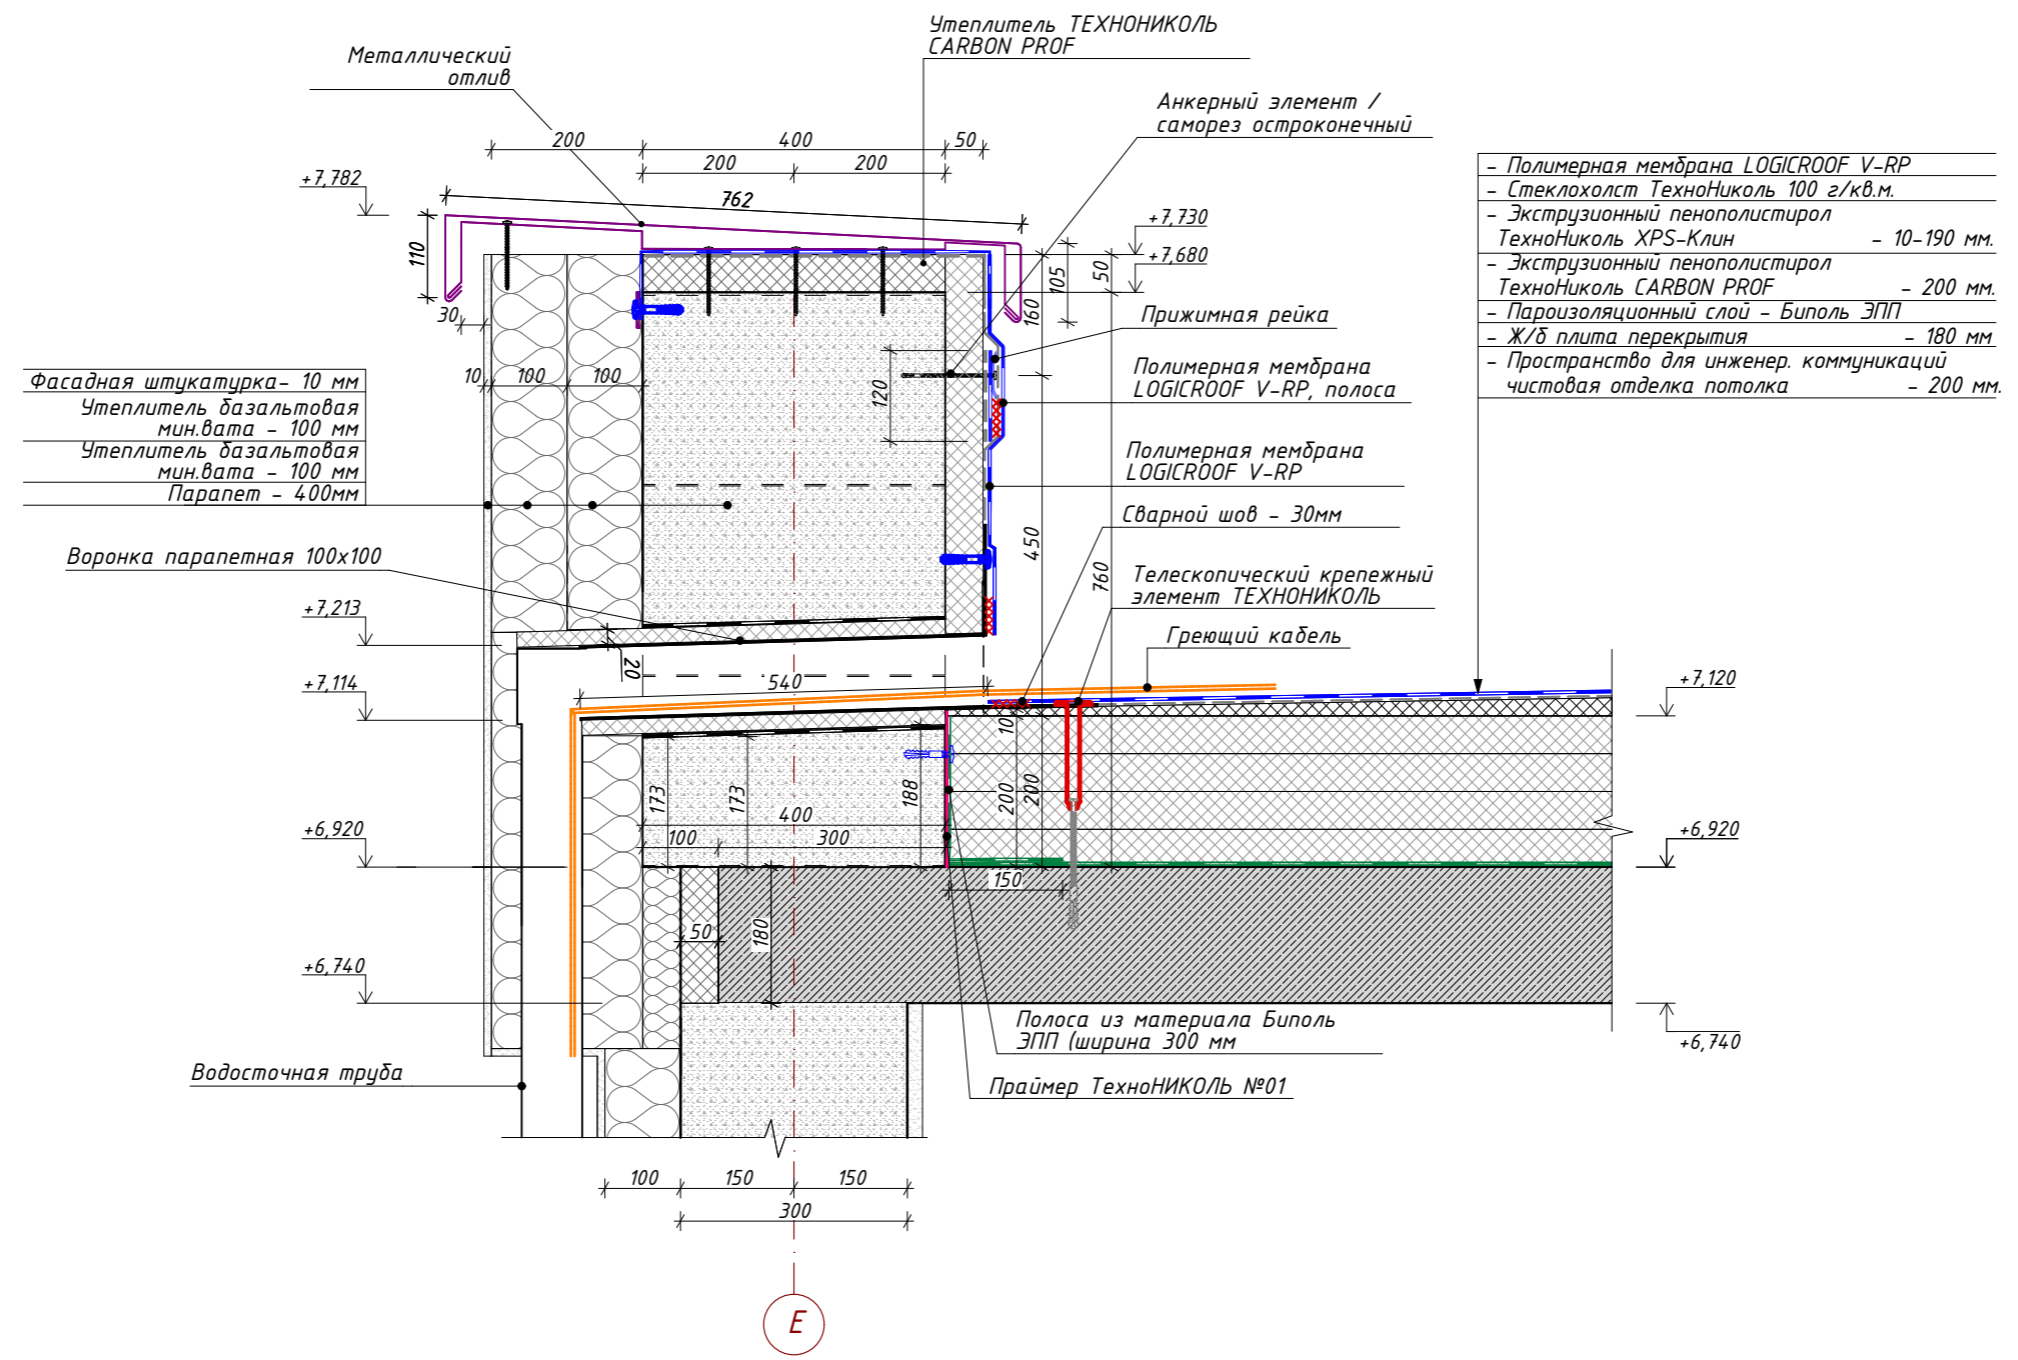 Утеплитель ТЕХНОНИКОЛЬ
CARBON PROF
Металлический
отлив
Анкерный элемент /
саморез остроконечный
200
400
50
200
200
762
+7,782
110
30
+7,730
+7,680
105
50
160
- Полимерная мембрана LOGICROOF V-RP
- Стеклохолст ТехноНиколь 100 г/кв.м.
- Экструзионный пенополистирол
ТехноНиколь XPS-Клин - 10-190 мм.
- Экструзионный пенополистирол
ТехноНиколь CARBON PROF - 200 мм.
- Пароизоляционный слой - Биполь ЭПП
- Ж/б плита перекрытия - 180 мм
- Пространство для инженер. коммуникаций
чистовая отделка потолка - 200 мм.
Прижимная рейка
Полимерная мембрана
LOGICROOF V-RP, полоса
Полимерная мембрана
LOGICROOF V-RP
Сварной шов - 30мм
Телескопический крепежный
элемент ТЕХНОНИКОЛЬ
Греющий кабель
Фасадная штукатурка- 10 мм
Утеплитель базальтовая
мин.вата - 100 мм
Утеплитель базальтовая
мин.вата - 100 мм
Парапет - 400мм
10
100
100
120
450
760
Воронка парапетная 100х100
+7,213
20
+7,114
540
+7,120
10
173
173
188
200
200
400
100
300
+6,920
+6,920
150
50
180
+6,740
+6,740
Полоса из материала Биполь
ЭПП (ширина 300 мм
Праймер ТехноНИКОЛЬ №01
Водосточная труба
100
150
150
300
Е